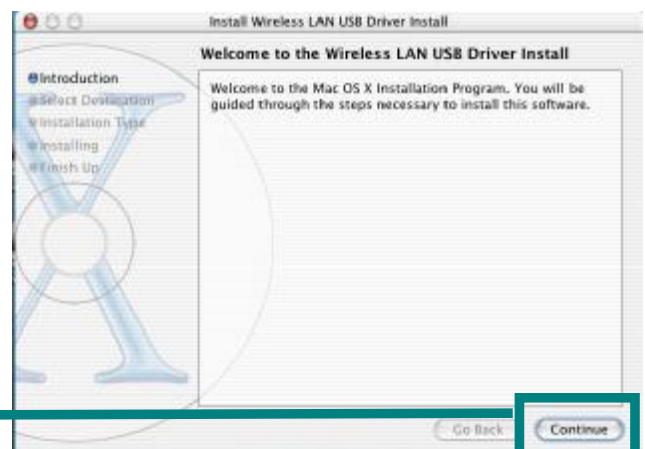 Install Wireless LAN USB Driver Install
Welcome to the Wireless LAN USB Driver Install
Introduction
Select Destination
Installation Type
Installing
Finish Up
Welcome to the Mac OS X Installation Program. You will be
guided through the steps necessary to install this software.
Go Back
Continue